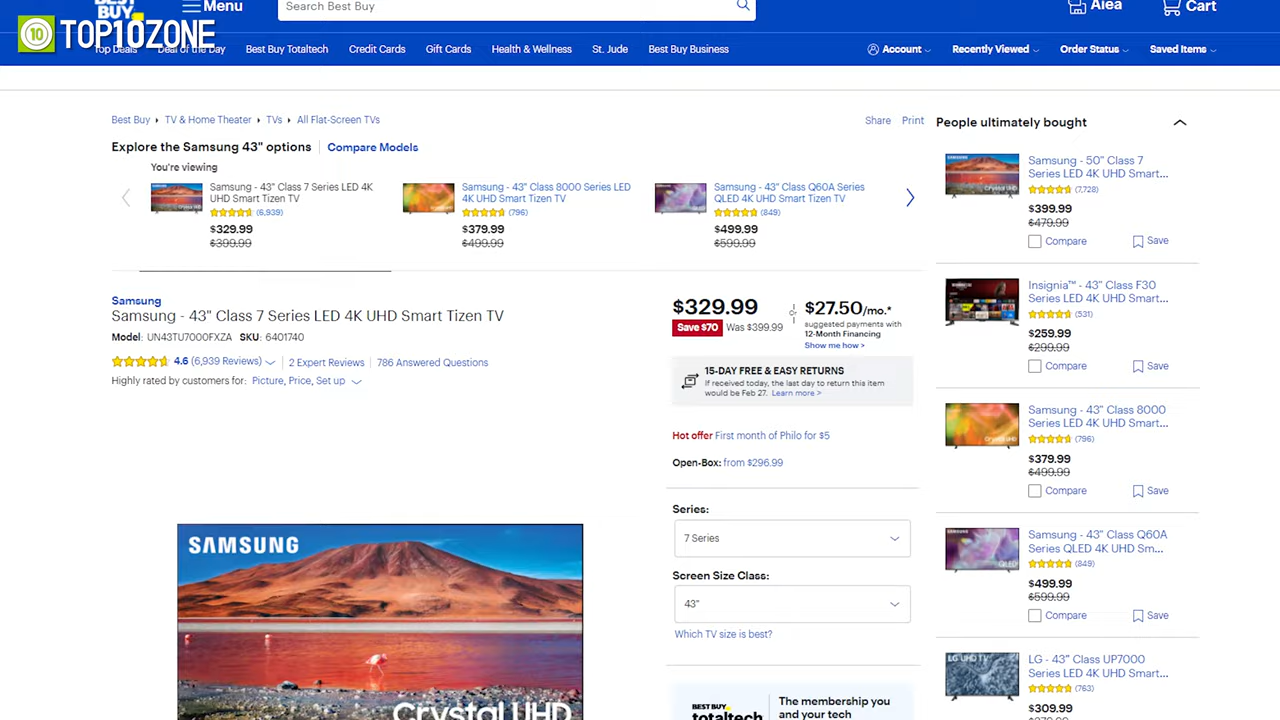 BEST
BUY
Menu
Search Best Buy
Aiea
Cart
10
TOP10ZONE
Top Deals
Deal of the Day
Best Buy Totaltech
Credit Cards
Gift Cards
Health & Wellness
St. Jude
Best Buy Business
Account
Recently Viewed
Order Status
Saved Items
Best Buy
TV & Home Theater
TVs
All Flat-Screen TVs
Share
Print
Explore the Samsung 43" options
Compare Models
You're viewing
Samsung - 43" Class 7 Series LED 4K
UHD Smart Tizen TV
(6,939)
$329.99
$399.99
Samsung - 43" Class 8000 Series LED
4K UHD Smart Tizen TV
(796)
$379.99
$499.99
Samsung - 43" Class Q60A Series
QLED 4K UHD Smart Tizen TV
(849)
$499.99
$599.99
Samsung
Samsung - 43" Class 7 Series LED 4K UHD Smart Tizen TV
Model: UN43TU7000FXZA SKU: 6401740
4.6 (6,939 Reviews)
2 Expert Reviews
786 Answered Questions
Highly rated by customers for: Picture, Price, Set up
SAMSUNG
Crystal UHD
$329.99
Save $70 Was $399.99
or
$27.50/mo.*
suggested payments with
12-Month Financing
Show me how >
15-DAY FREE & EASY RETURNS
If received today, the last day to return this item
would be Feb 27. Learn more >
Hot offer First month of Philo for $5
Open-Box: from $296.99
Series:
7 Series
Screen Size Class:
43"
Which TV size is best?
BEST BUY
totaltech
The membership you
and your tech
People ultimately bought
Samsung - 50" Class 7
Series LED 4K UHD Smart...
(7,728)
$399.99
$479.99
Compare
Save
Insignia™ - 43" Class F30
Series LED 4K UHD Smart...
(531)
$259.99
$299.99
Compare
Save
Samsung - 43" Class 8000
Series LED 4K UHD Smart...
(796)
$379.99
$499.99
Compare
Save
Samsung - 43" Class Q60A
Series QLED 4K UHD Sm...
(849)
$499.99
$599.99
Compare
Save
LG - 43" Class UP7000
Series LED 4K UHD Smart...
(763)
$309.99